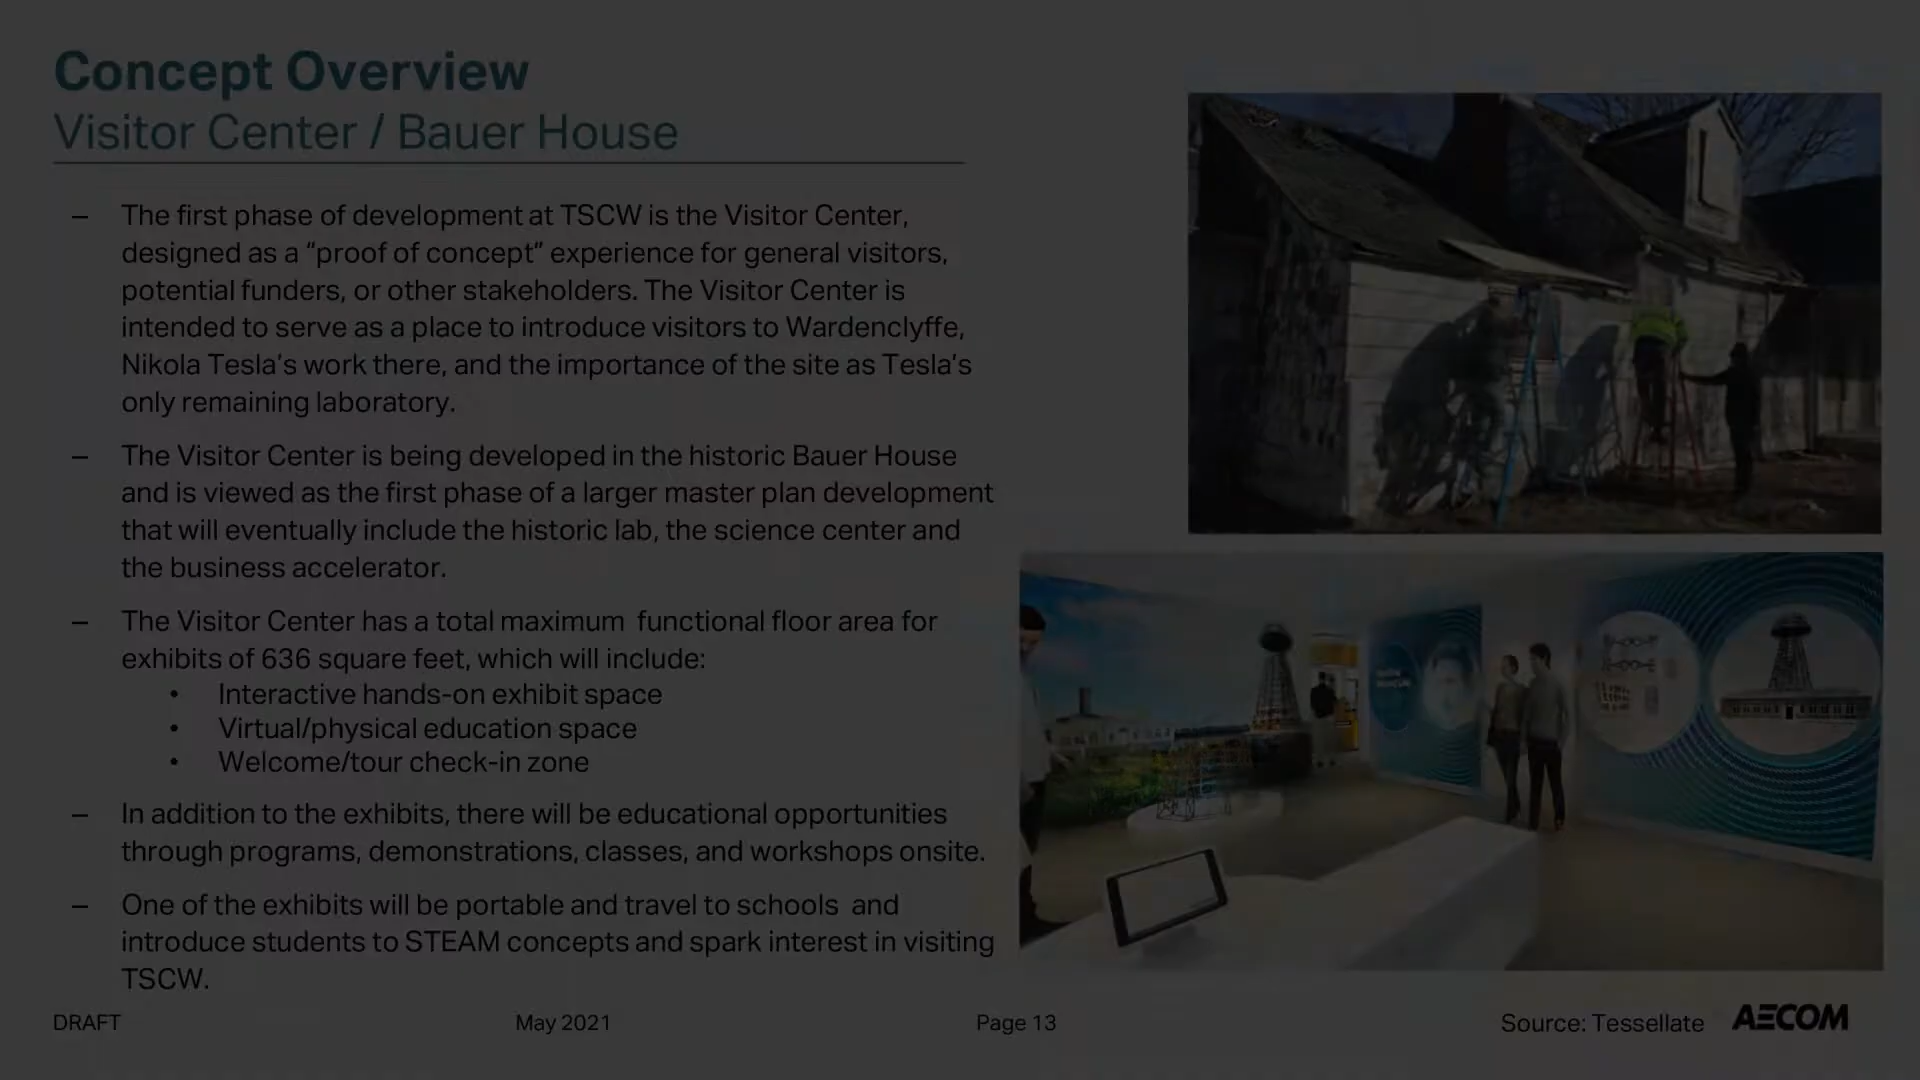 Concept Overview
Visitor Center / Bauer House
– The first phase of development at TSCW is the Visitor Center,
designed as a “proof of concept” experience for general visitors,
potential funders, or other stakeholders. The Visitor Center is
intended to serve as a place to introduce visitors to Wardenclyffe,
Nikola Tesla’s work there, and the importance of the site as Tesla’s
only remaining laboratory.
– The Visitor Center is being developed in the historic Bauer House
and is viewed as the first phase of a larger master plan development
that will eventually include the historic lab, the science center and
the business accelerator.
– The Visitor Center has a total maximum functional floor area for
exhibits of 636 square feet, which will include:
• Interactive hands-on exhibit space
• Virtual/physical education space
• Welcome/tour check-in zone
– In addition to the exhibits, there will be educational opportunities
through programs, demonstrations, classes, and workshops onsite.
– One of the exhibits will be portable and travel to schools and
introduce students to STEAM concepts and spark interest in visiting
TSCW.
DRAFT
May 2021
Page 13
Source: Tessellate
AECOM